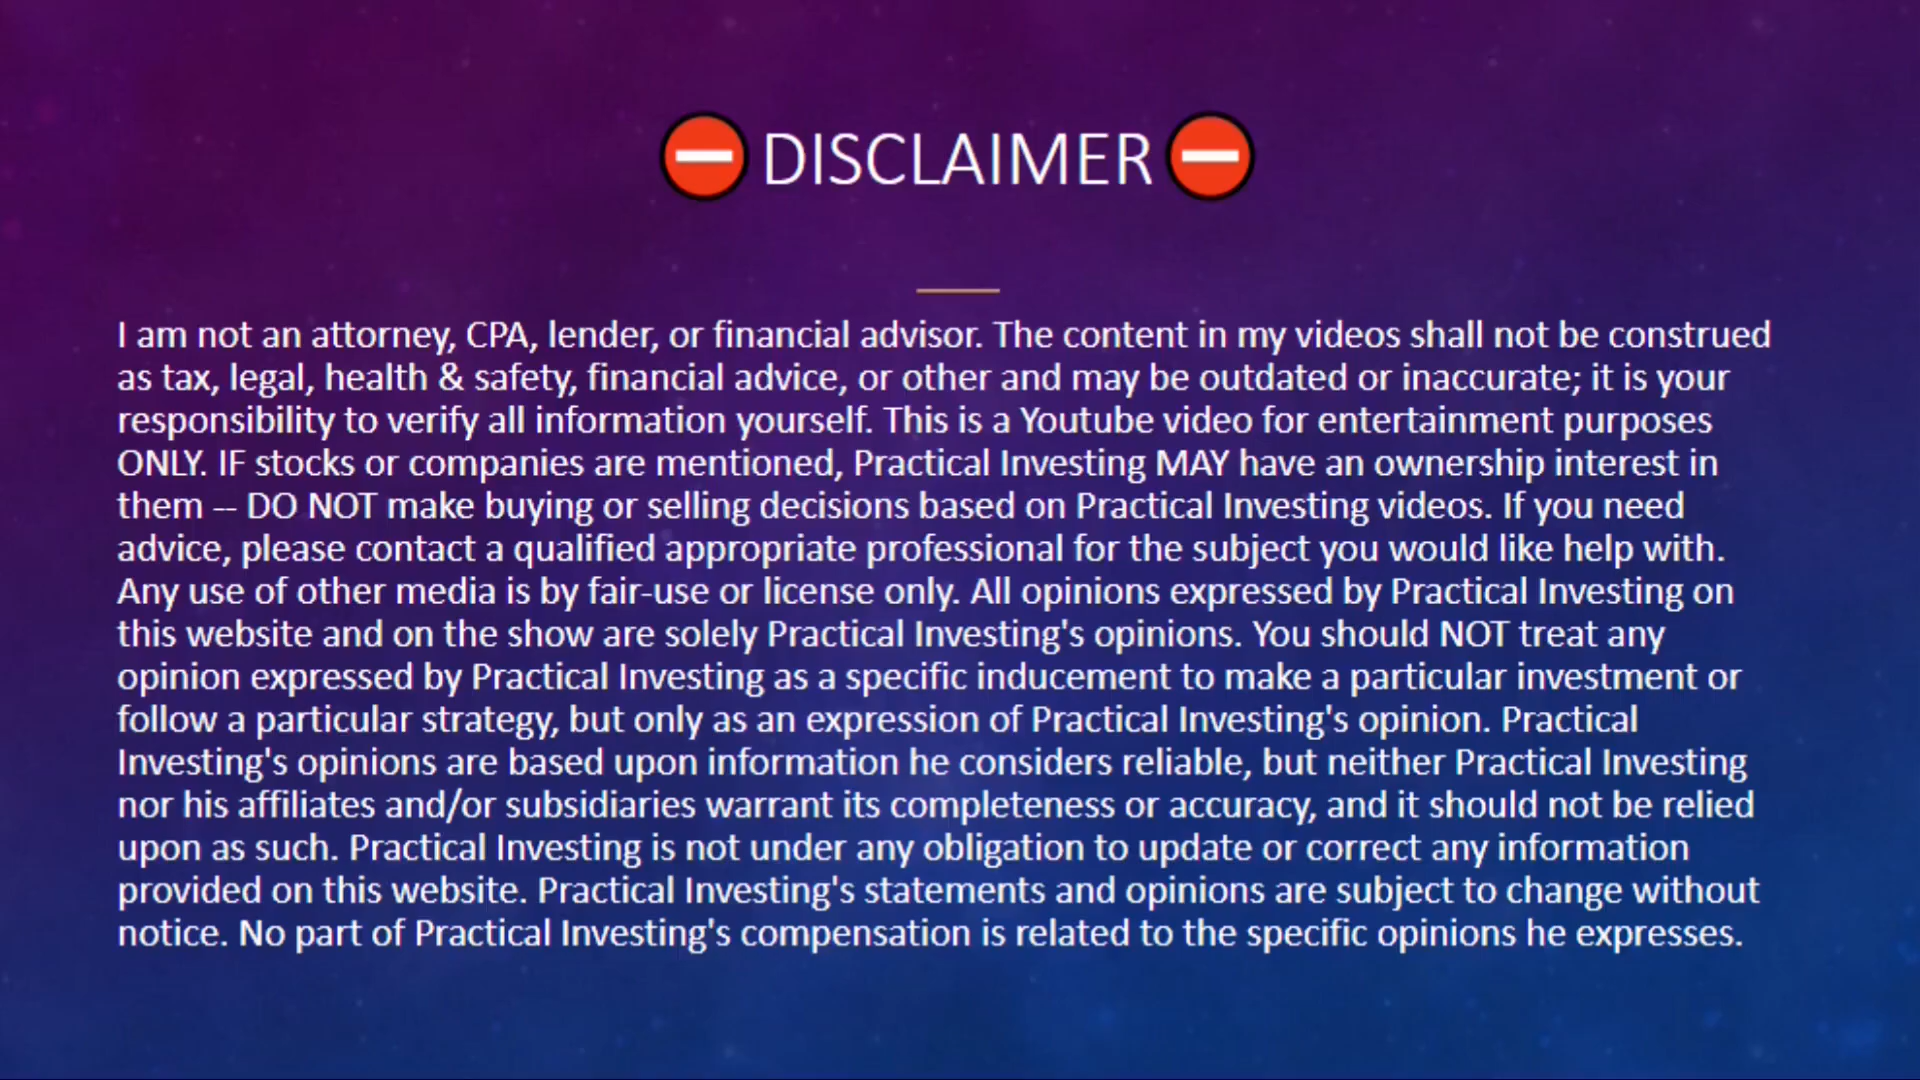 ⛔DISCLAIMER⛔
I am not an attorney, CPA, lender, or financial advisor. The content in my videos shall not be construed
as tax, legal, health & safety, financial advice, or other and may be outdated or inaccurate; it is your
responsibility to verify all information yourself. This is a Youtube video for entertainment purposes
ONLY. IF stocks or companies are mentioned, Practical Investing MAY have an ownership interest in
them -- DO NOT make buying or selling decisions based on Practical Investing videos. If you need
advice, please contact a qualified appropriate professional for the subject you would like help with.
Any use of other media is by fair-use or license only. All opinions expressed by Practical Investing on
this website and on the show are solely Practical Investing's opinions. You should NOT treat any
opinion expressed by Practical Investing as a specific inducement to make a particular investment or
follow a particular strategy, but only as an expression of Practical Investing's opinion. Practical
Investing's opinions are based upon information he considers reliable, but neither Practical Investing
nor his affiliates and/or subsidiaries warrant its completeness or accuracy, and it should not be relied
upon as such. Practical Investing is not under any obligation to update or correct any information
provided on this website. Practical Investing's statements and opinions are subject to change without
notice. No part of Practical Investing's compensation is related to the specific opinions he expresses.